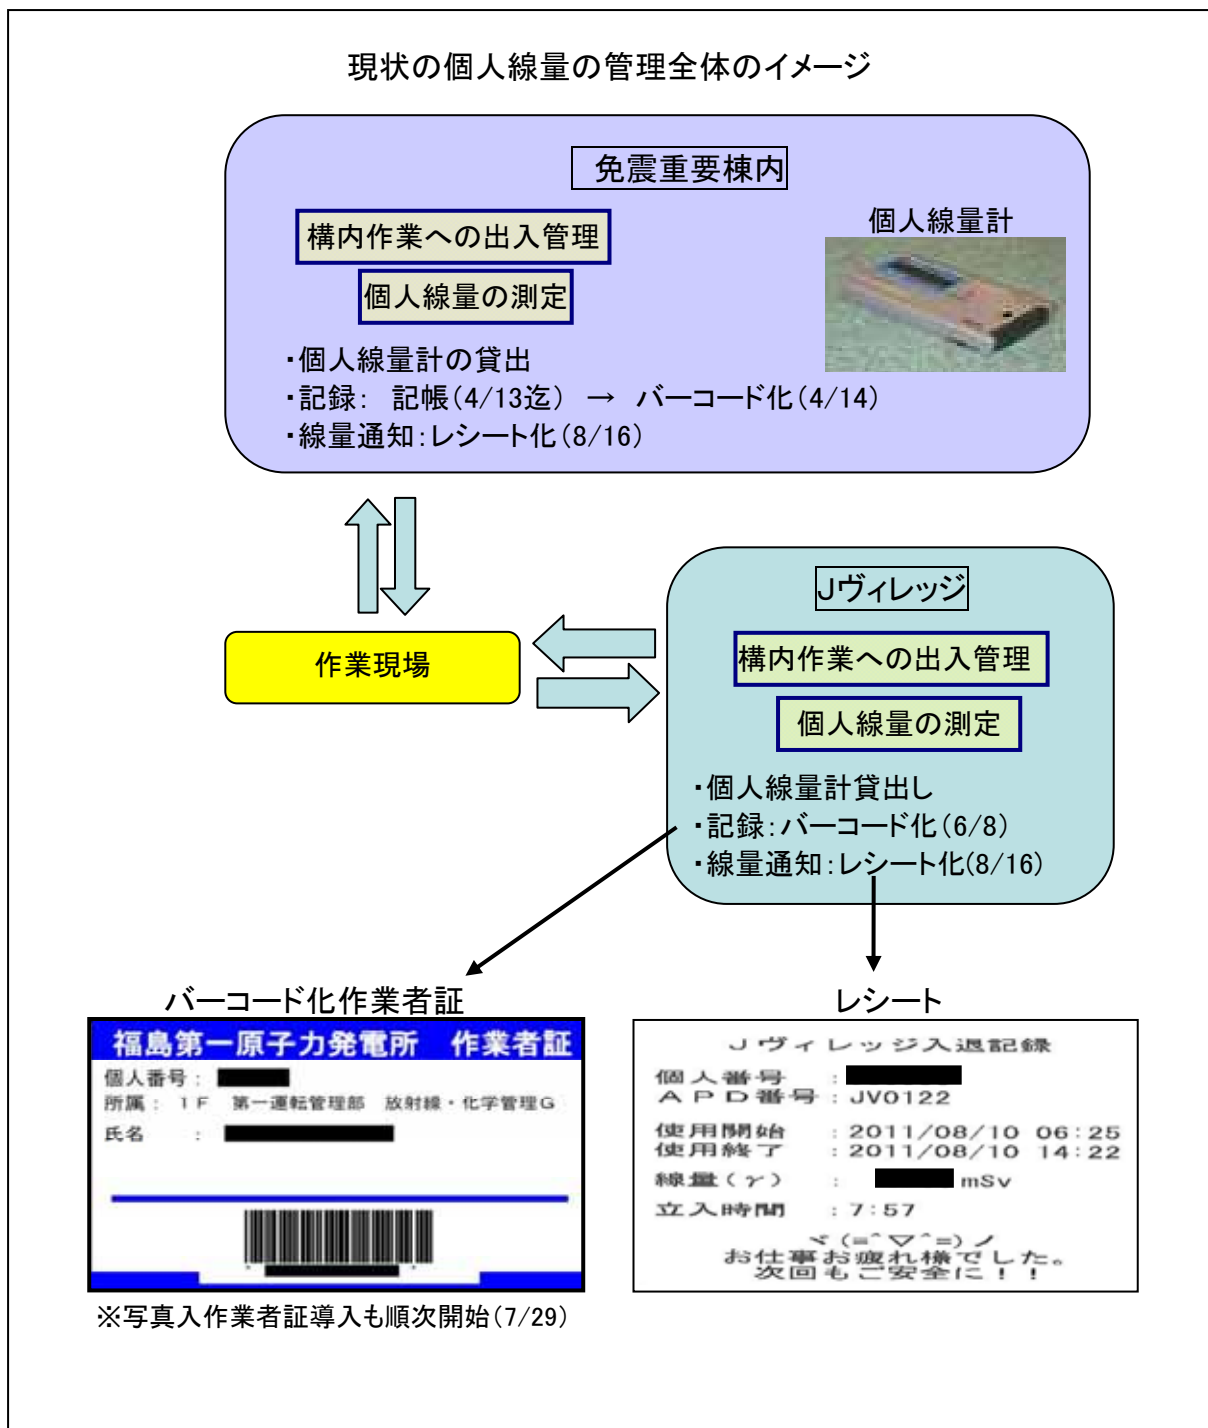 現状の個人線量の管理全体のイメージ
免震重要棟内
構内作業への出入管理
個人線量の測定
個人線量計
・個人線量計の貸出
・記録： 記帳（4/13迄） → バーコード化（4/14）
・線量通知：レシート化（8/16）
作業現場
Jヴィレッジ
構内作業への出入管理
個人線量の測定
・個人線量計貸出し
・記録：バーコード化（6/8）
・線量通知：レシート化(8/16）
バーコード化作業者証
福島第一原子力発電所 作業者証
個人番号：
所属： 1F 第一運転管理部 放射線・化学管理G
氏名 ：
※写真入作業者証導入も順次開始（7/29）
レシート
Jヴィレッジ入退記録
個人番号 ：
APD番号：JV0122
使用開始 ：2011/08/10 06:25
使用終了 ：2011/08/10 14:22
線量（γ） ： mSv
立入時間 ：7:57
ヾ(=^▽^=)ノ
お仕事お疲れ様でした。
次回もご安全に！！